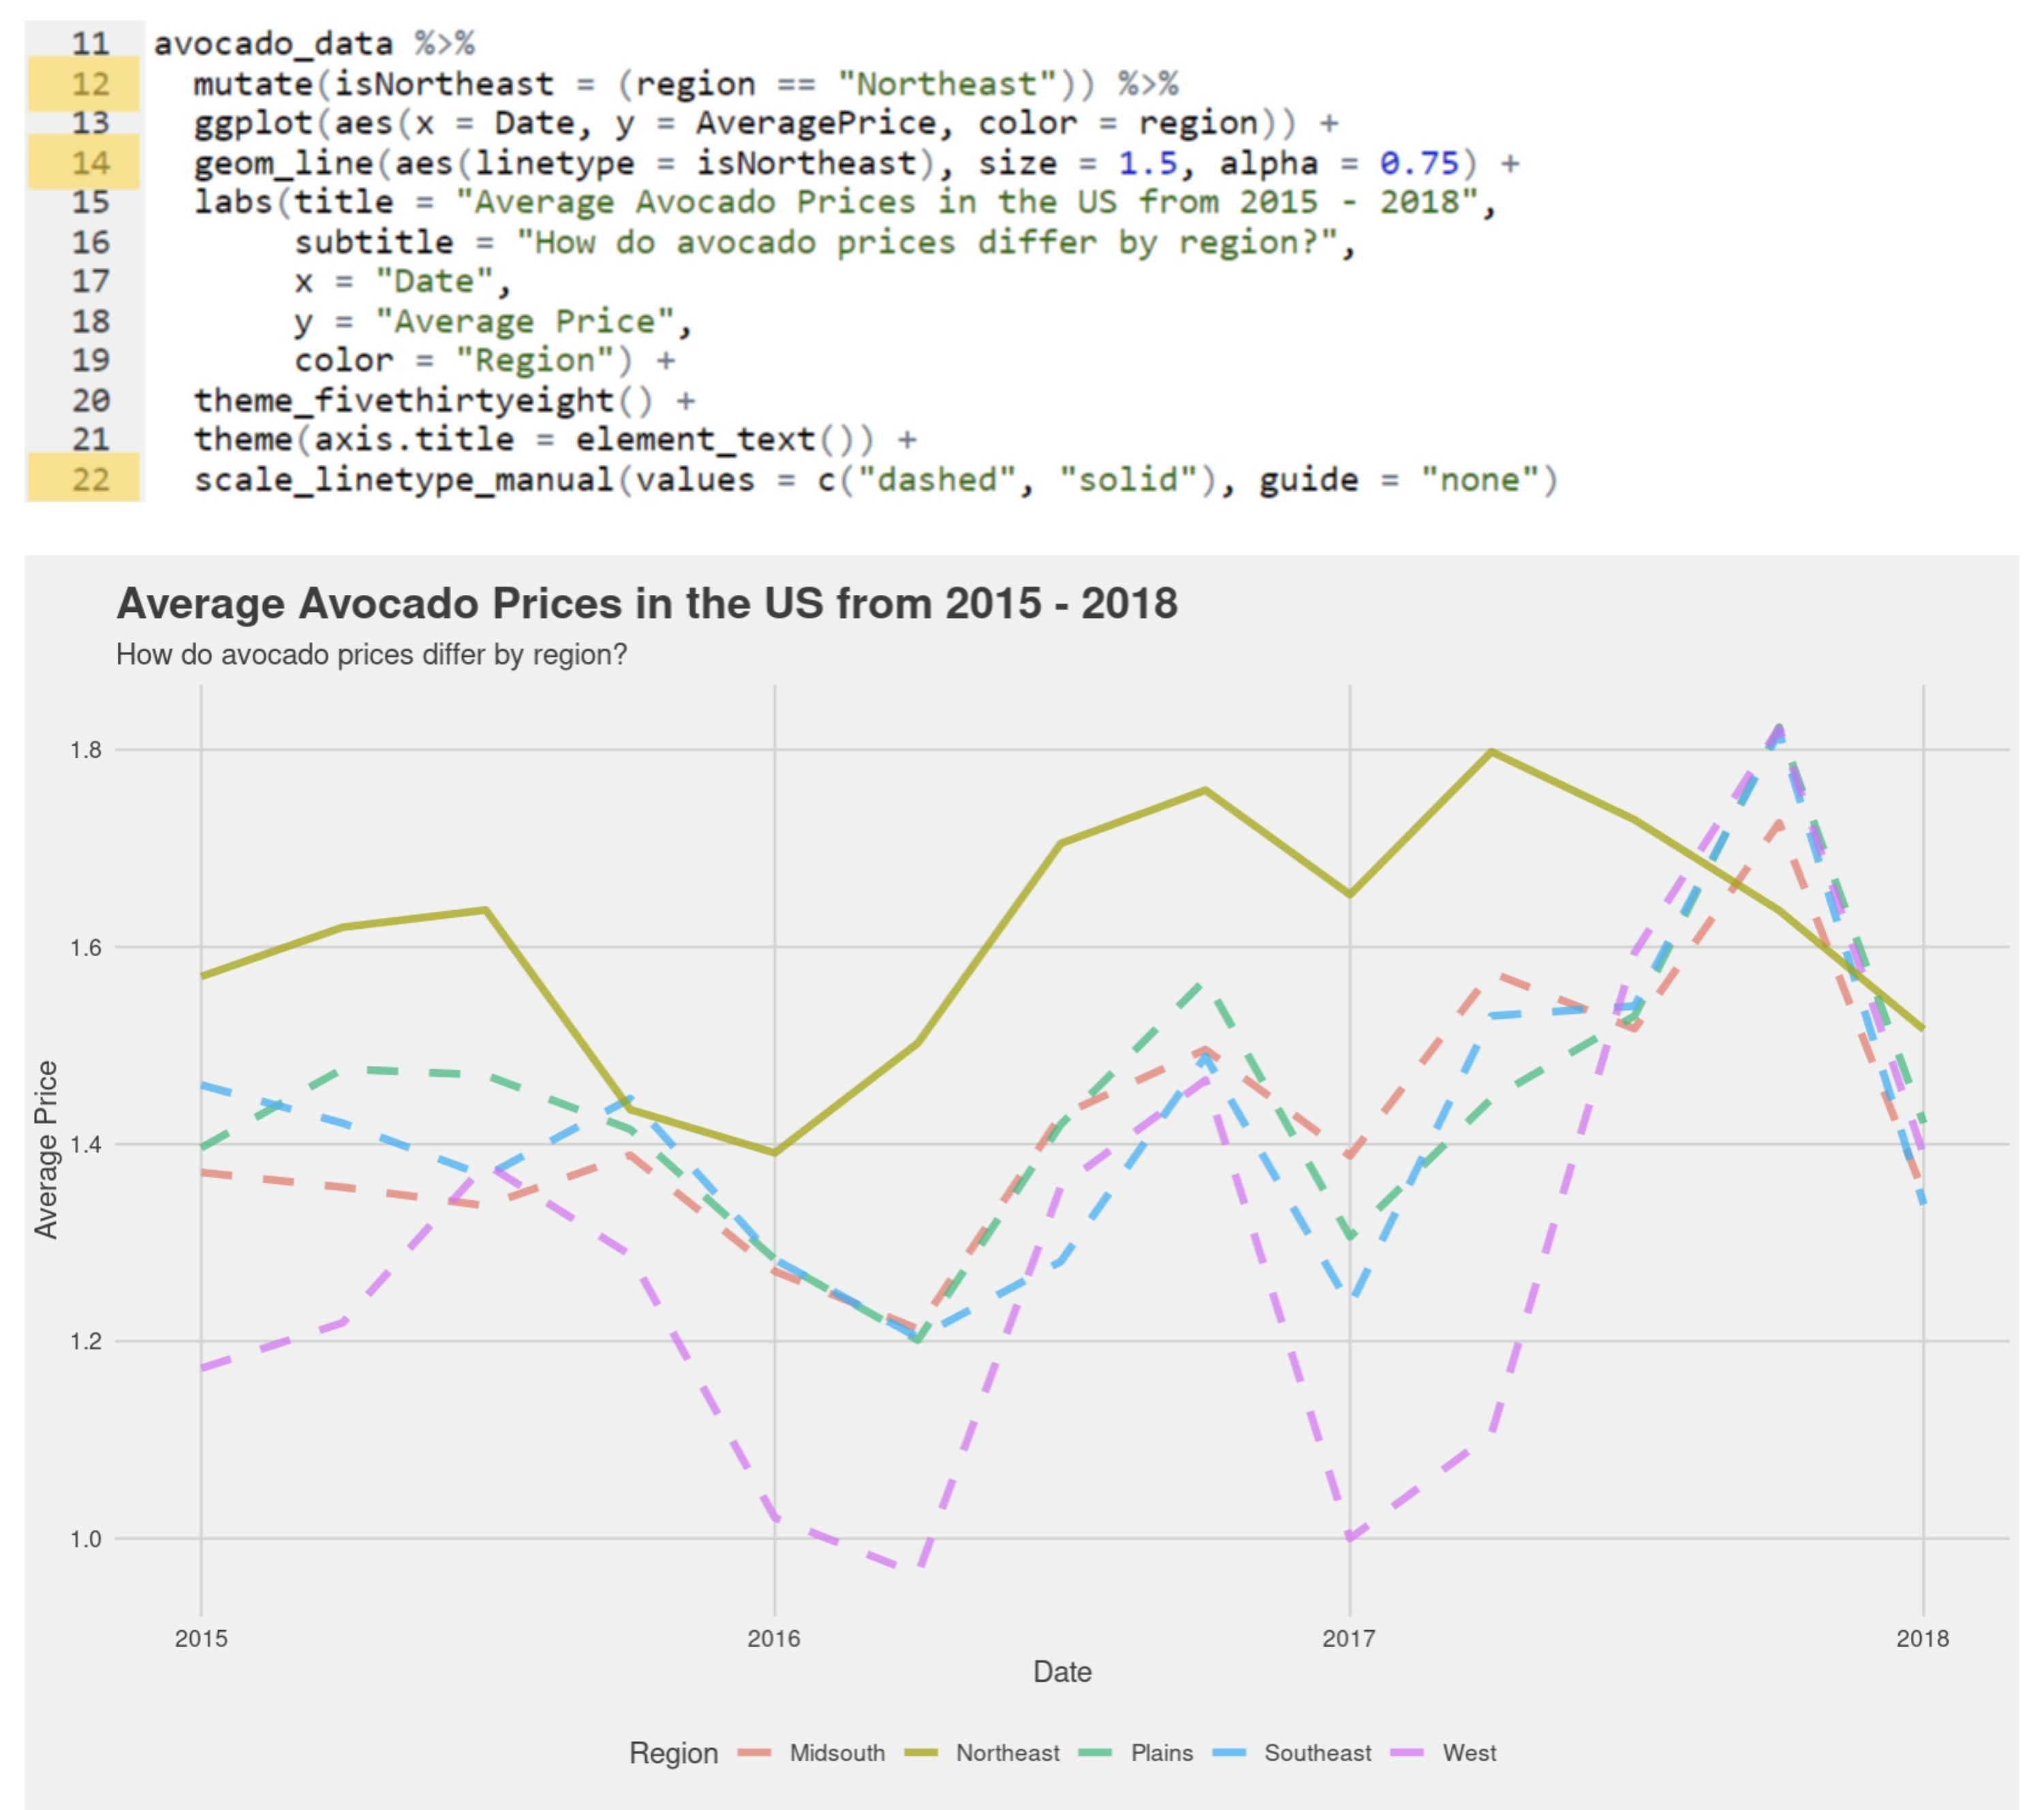 11 avocado_data %>%
12 mutate(isNortheast = (region == "Northeast")) %>%
13 ggplot(aes(x = Date, y = AveragePrice, color = region)) +
14 geom_line(aes(linetype = isNortheast), size = 1.5, alpha = 0.75) +
15 labs(title = "Average Avocado Prices in the US from 2015 - 2018",
16 subtitle = "How do avocado prices differ by region?",
17 x = "Date",
18 y = "Average Price",
19 color = "Region") +
20 theme_fivethirtyeight() +
21 theme(axis.title = element_text()) +
22 scale_linetype_manual(values = c("dashed", "solid"), guide = "none")
Average Avocado Prices in the US from 2015 - 2018
How do avocado prices differ by region?
Average Price
1.8
1.6
1.4
1.2
1.0
2015 2016 2017 2018
Date
Region Midsouth Northeast Plains Southeast West